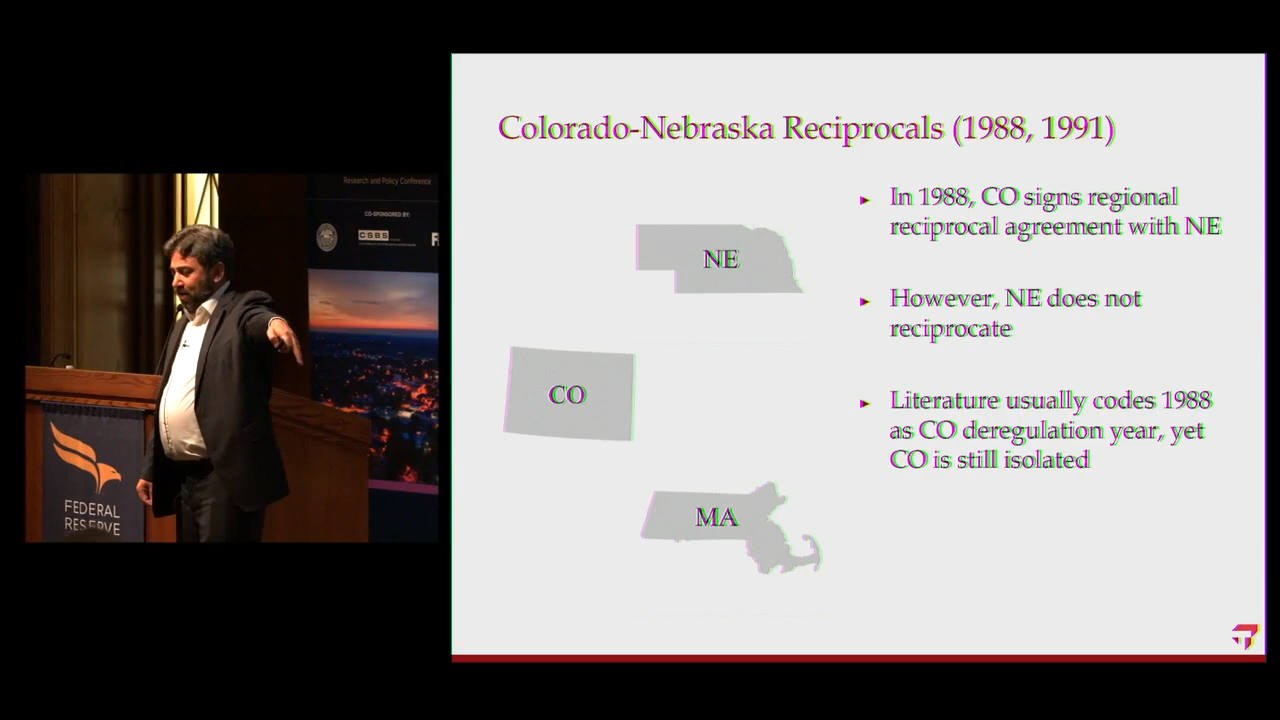 Research and Policy Conference
CO-SPONSORED BY:
CSBS
FEDERAL
RESERVE
Colorado-Nebraska Reciprocals (1988, 1991)
NE
CO
MA
In 1988, CO signs regional
reciprocal agreement with NE
However, NE does not
reciprocate
Literature usually codes 1988
as CO deregulation year, yet
CO is still isolated